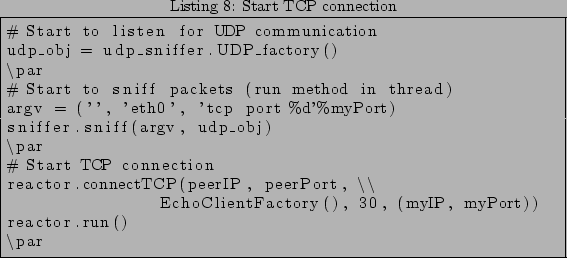 Listing 8: Start TCP connection
# Start to listen for UDP communication
udp_obj = udp_sniffer.UDP_factory()
\par
# Start to sniff packets (run method in thread)
argv = ('', 'eth0', 'tcp port %d'%myPort)
sniffer.sniff(argv, udp_obj)
\par
# Start TCP connection
reactor.connectTCP(peerIP, peerPort, \\
EchoClientFactory(), 30, (myIP, myPort))
reactor.run()
\par